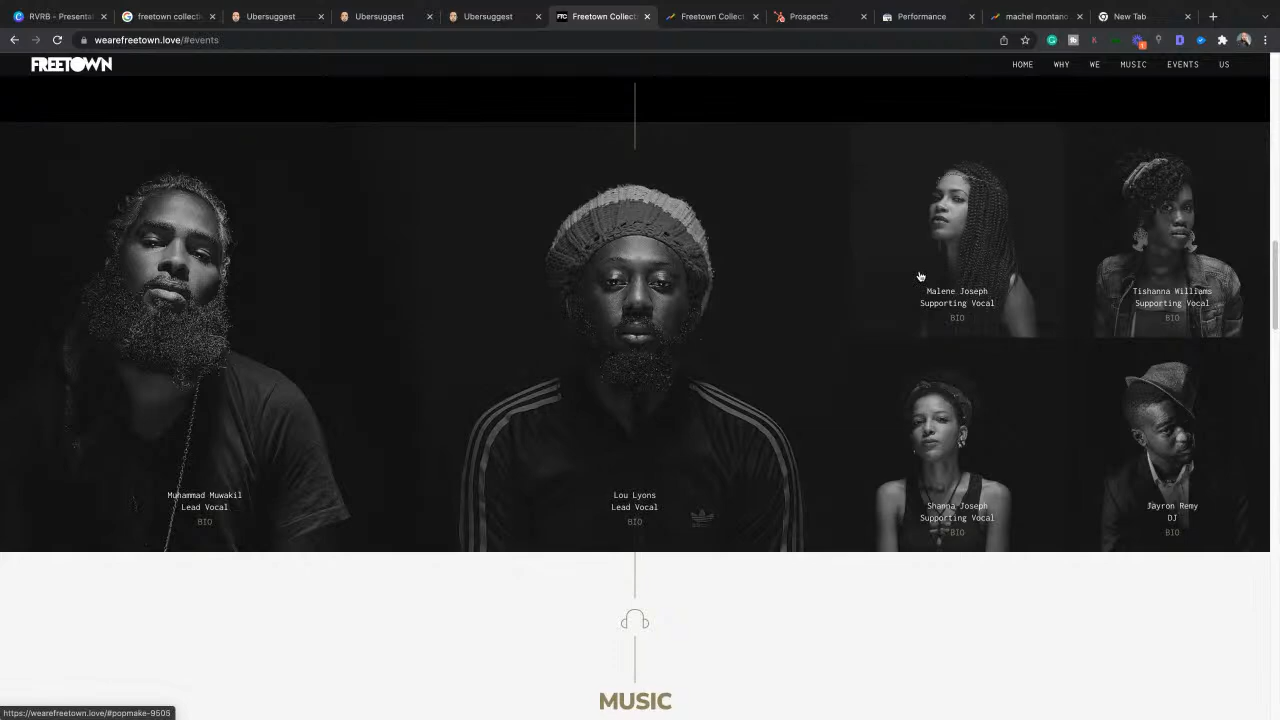 RVRB - Presentat
freetown collecti
Ubersuggest
Ubersuggest
Ubersuggest
FTC
Freetown Collect
Freetown Collect
Prospects
Performance
machel montano
New Tab
wearefreetown.love/#events
FREETOWN
HOME WHY WE MUSIC EVENTS US
Malene Joseph
Supporting Vocal
BIO
Tishanna Williams
Supporting Vocal
BIO
Muhammad Muwakil
Lead Vocal
BIO
Lou Lyons
Lead Vocal
BIO
Shanna Joseph
Supporting Vocal
BIO
Jayron Remy
DJ
BIO
MUSIC
https://wearefreetown.love/#popmake-9505